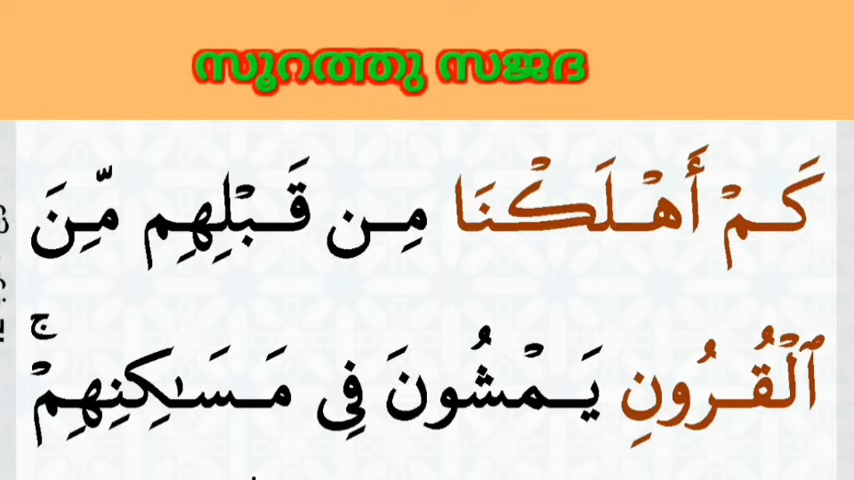 സൂറത്തു സജദ
كَمْ أَهْلَكْنَا مِن قَبْلِهِم مِّنَ
ٱلْقُرُونِ يَمْشُونَ فِى مَسَـٰكِنِهِمْ ۚ